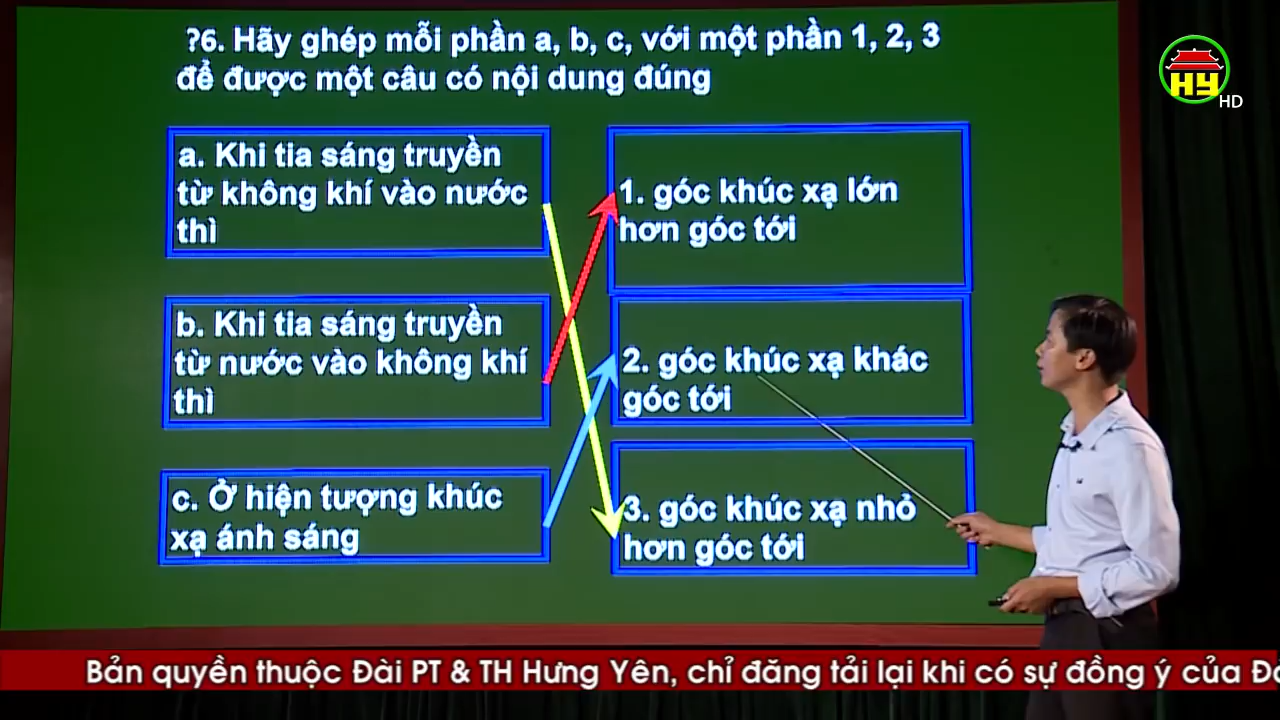 ?6. Hãy ghép mỗi phần a, b, c, với một phần 1, 2, 3
để được một câu có nội dung đúng
a. Khi tia sáng truyền
từ không khí vào nước
thì
1. góc khúc xạ lớn
hơn góc tới
b. Khi tia sáng truyền
từ nước vào không khí
thì
2. góc khúc xạ khác
góc tới
c. Ở hiện tượng khúc
xạ ánh sáng
3. góc khúc xạ nhỏ
hơn góc tới
HY
HD
Bản quyền thuộc Đài PT & TH Hưng Yên, chỉ đăng tải lại khi có sự đồng ý của